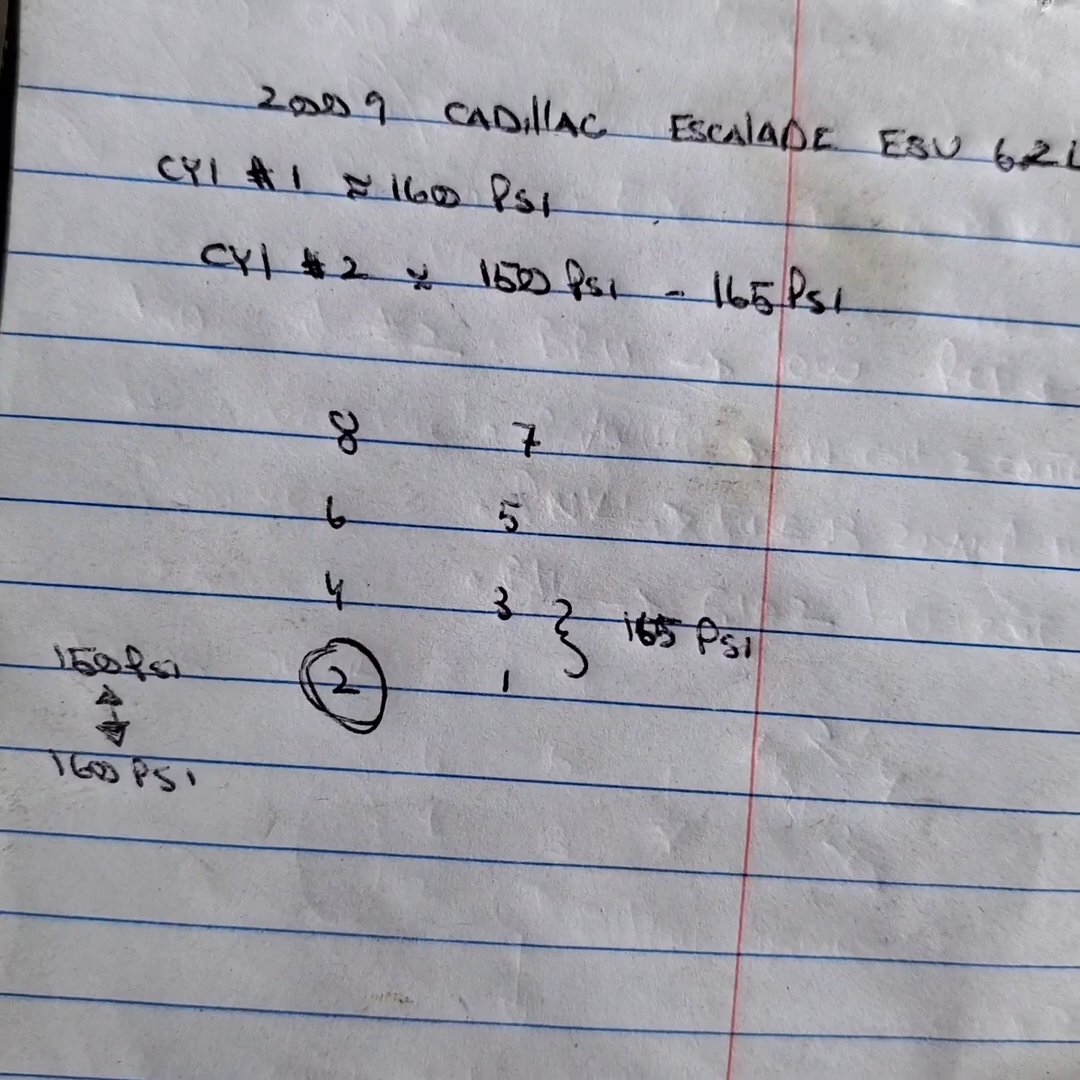 2009 CADillAC ESCAlADE ESV 6.2L
CYl #1 ≈ 160 PSI
CYl #2 ≈ 150 PSI - 165 PSI
8 7
6 5
4 3 } 165 PSI
150 PSI 2 1
160 PSI